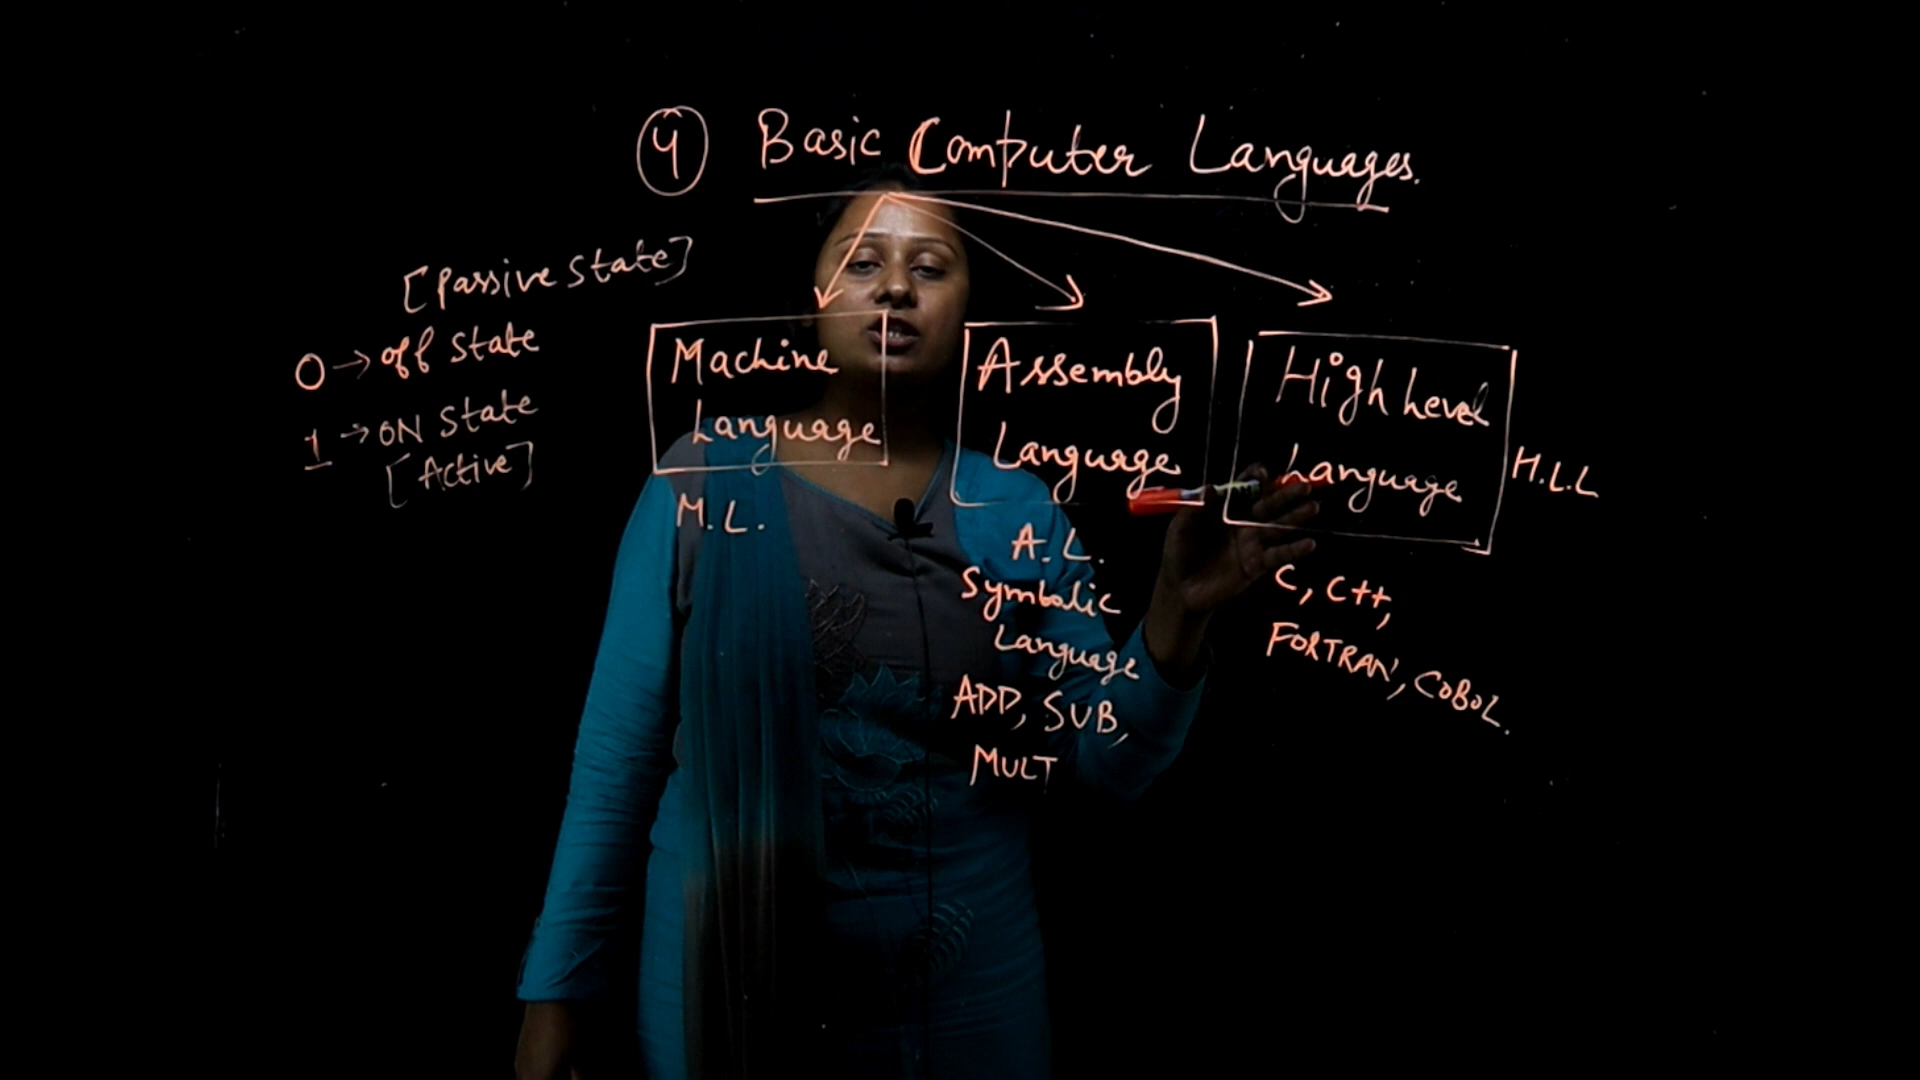 4 Basic Computer Languages.
[Passive State]
0 → off state
1 → ON State
[Active]
Machine
Language
M.L.
Assembly
Language
A.L.
Symbolic
Language
ADD, SUB,
MULT
High Level
Language
H.L.L
C, C++,
FORTRAN, COBOL.